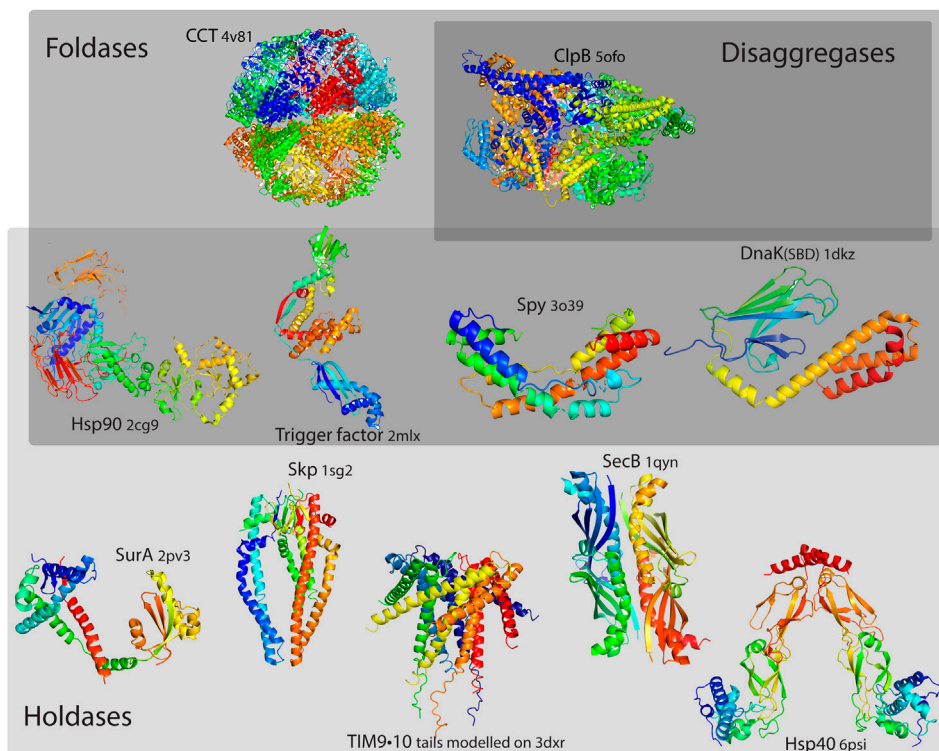 Foldases
CCT 4v81
ClpB 5ofo
Disaggregases
DnaK(SBD) 1dkz
Spy 3o39
Hsp90 2cg9
Trigger factor 2mlx
Skp 1sg2
SecB 1qyn
SurA 2pv3
Holdases
TIM9•10 tails modelled on 3dxr
Hsp40 6psi